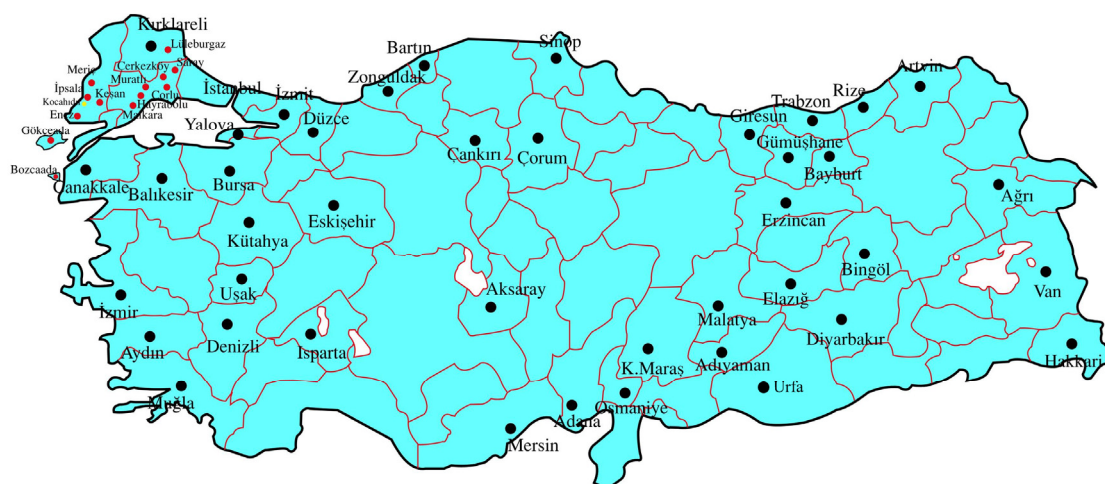 Kırklareli
Lüleburgaz
Bartın
Sinop
Çerkezköy
Saray
Meriç
Muratlı
Zonguldak
Artvin
İpsala
Keşan
Çorlu
İstanbul
İzmit
Rize
Kocahıdır
Hayrabolu
Trabzon
Enez
Malkara
Yalova
Düzce
Giresun
Gökçeada
Gümüşhane
Çankırı
Çorum
Bozcaada
Çanakkale
Balıkesir
Bursa
Bayburt
Ağrı
Eskişehir
Erzincan
Kütahya
Bingöl
Uşak
Aksaray
Elazığ
Van
İzmir
Malatya
Aydın
Denizli
Isparta
Diyarbakır
K.Maraş
Adıyaman
Hakkari
Urfa
Muğla
Osmaniye
Adana
Mersin